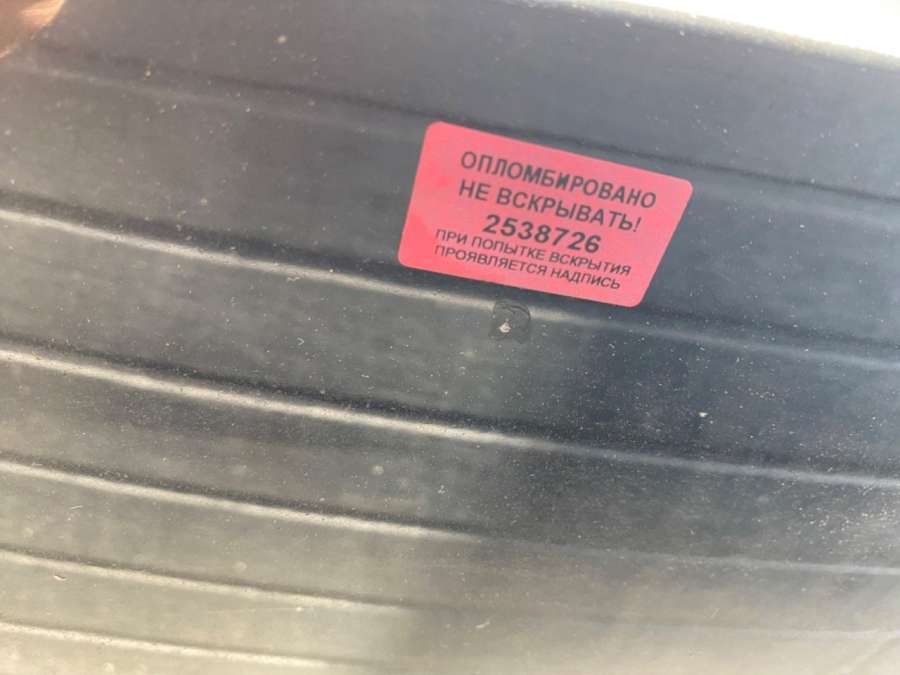 ОПЛОМБИРОВАНО
НЕ ВСКРЫВАТЬ!
2538726
ПРИ ПОПЫТКЕ ВСКРЫТИЯ
ПРОЯВЛЯЕТСЯ НАДПИСЬ